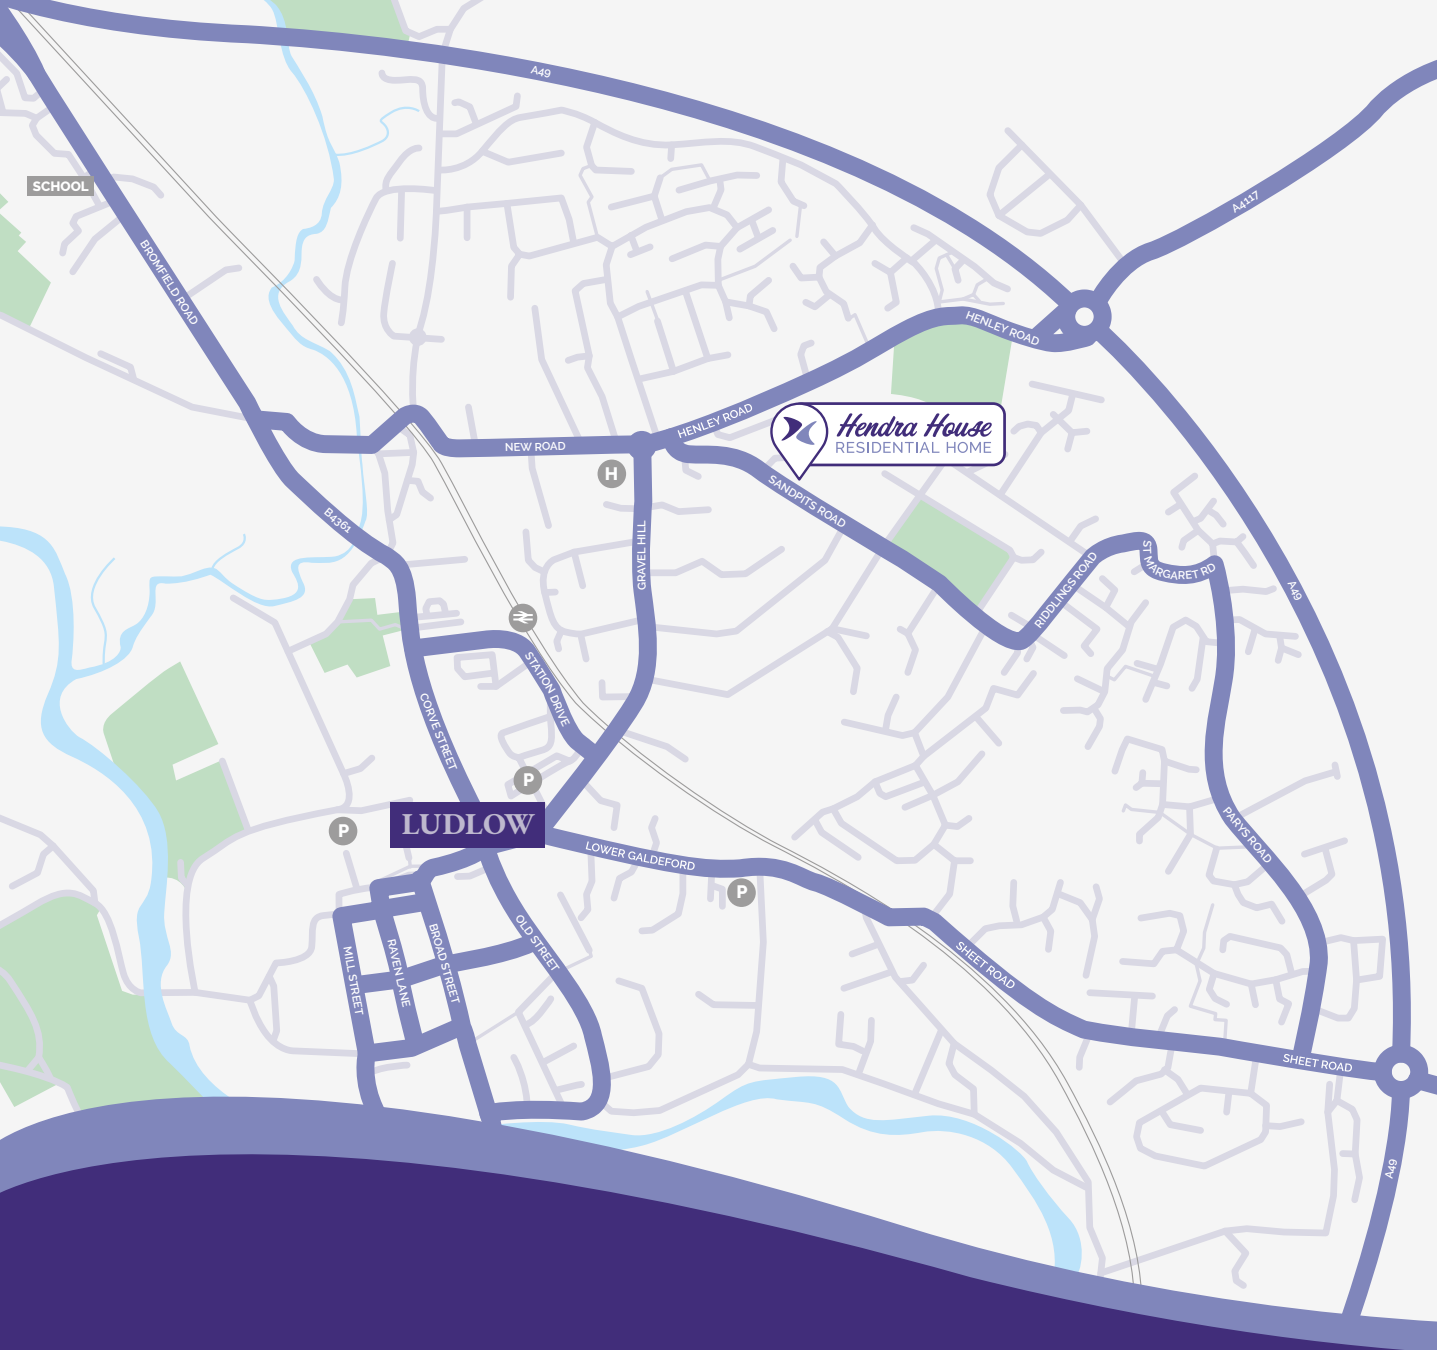 A49
A4117
SCHOOL
BROMFIELD ROAD
HENLEY ROAD
HENLEY ROAD
Hendra House
RESIDENTIAL HOME
NEW ROAD
H
SANDPITS ROAD
B4361
GRAVEL HILL
ST MARGARET RD
RIDDLINGS ROAD
A49
STATION DRIVE
CORVE STREET
P
LUDLOW
P
LOWER GALDEFORD
PARYS ROAD
P
OLD STREET
BROAD STREET
RAVEN LANE
MILL STREET
SHEET ROAD
SHEET ROAD
A49